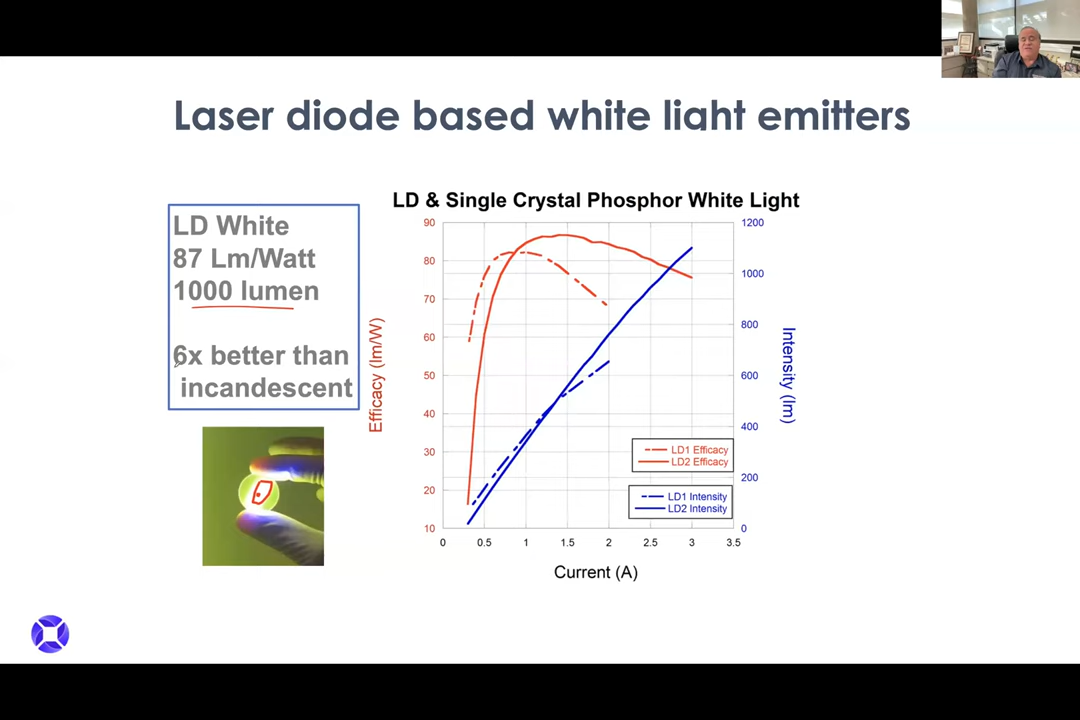 Laser diode based white light emitters
LD White
87 Lm/Watt
1000 lumen
6x better than
incandescent
LD & Single Crystal Phosphor White Light
90
80
70
60
50
40
30
20
10
Efficacy (lm/W)
1200
1000
800
600
400
200
0
Intensity (lm)
LD1 Efficacy
LD2 Efficacy
LD1 Intensity
LD2 Intensity
0 0.5 1 1.5 2 2.5 3 3.5
Current (A)